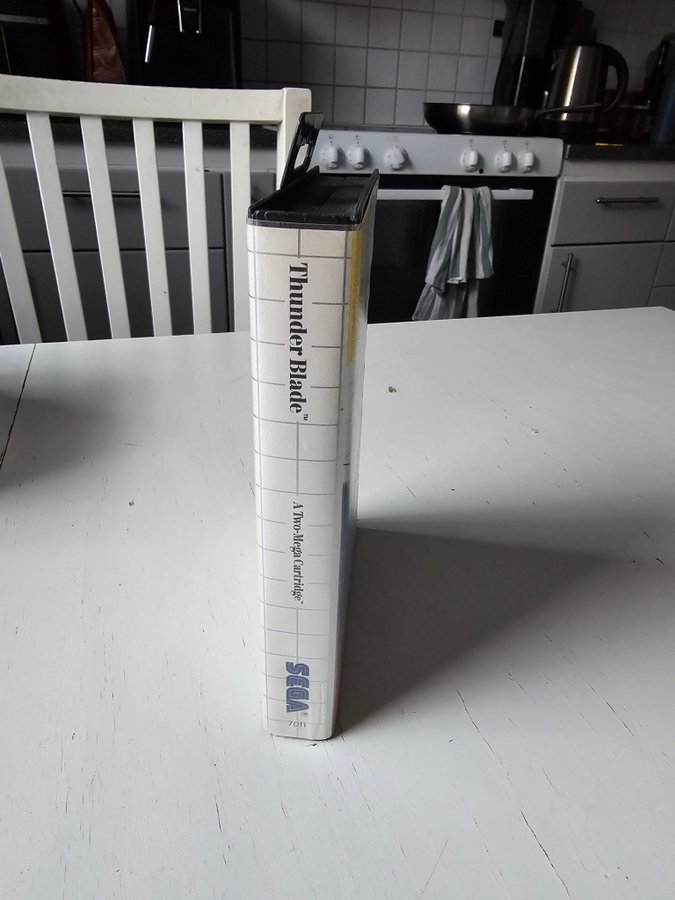 Thunder Blade™
A Two-Mega Cartridge™
SEGA®
7011